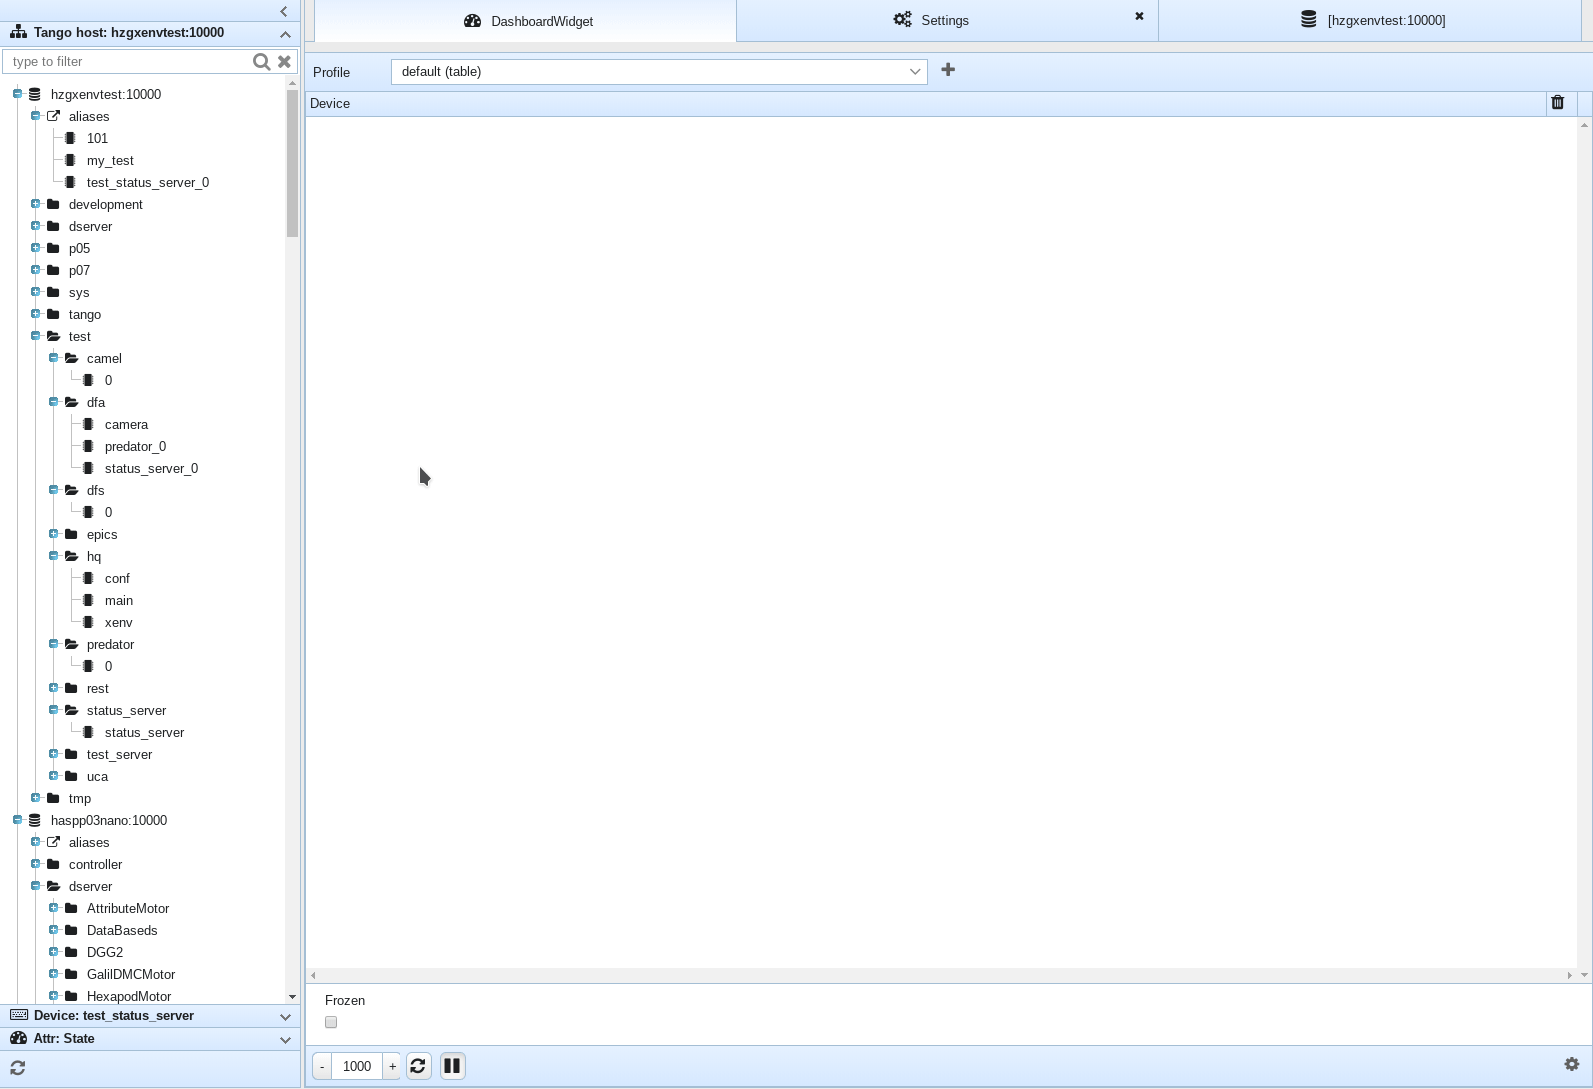 Tango host: hzgxenvtest:10000
type to filter
hzgxenvtest:10000
aliases
101
my_test
test_status_server_0
development
dserver
p05
p07
sys
tango
test
camel
0
dfa
camera
predator_0
status_server_0
dfs
0
epics
hq
conf
main
xenv
predator
0
rest
status_server
status_server
test_server
uca
tmp
haspp03nano:10000
aliases
controller
dserver
AttributeMotor
DataBaseds
DGG2
GalilDMCMotor
HexapodMotor
Device: test_status_server
Attr: State
DashboardWidget
Settings
[hzgxenvtest:10000]
Profile
default (table)
Device
Frozen
- 1000 +